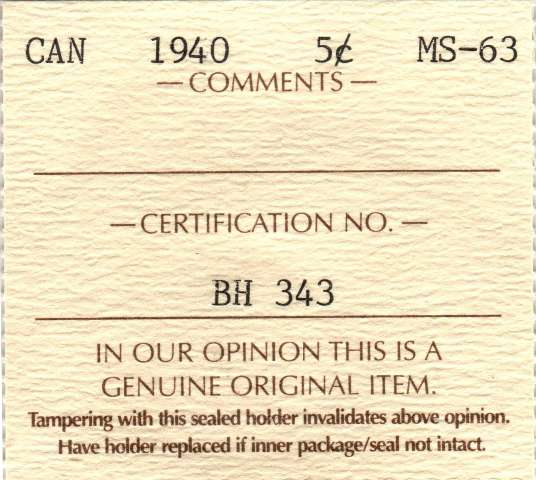 CAN 1940 5¢ MS-63
— COMMENTS —
— CERTIFICATION NO. —
BH 343
IN OUR OPINION THIS IS A
GENUINE ORIGINAL ITEM.
Tampering with this sealed holder invalidates above opinion.
Have holder replaced if inner package/seal not intact.